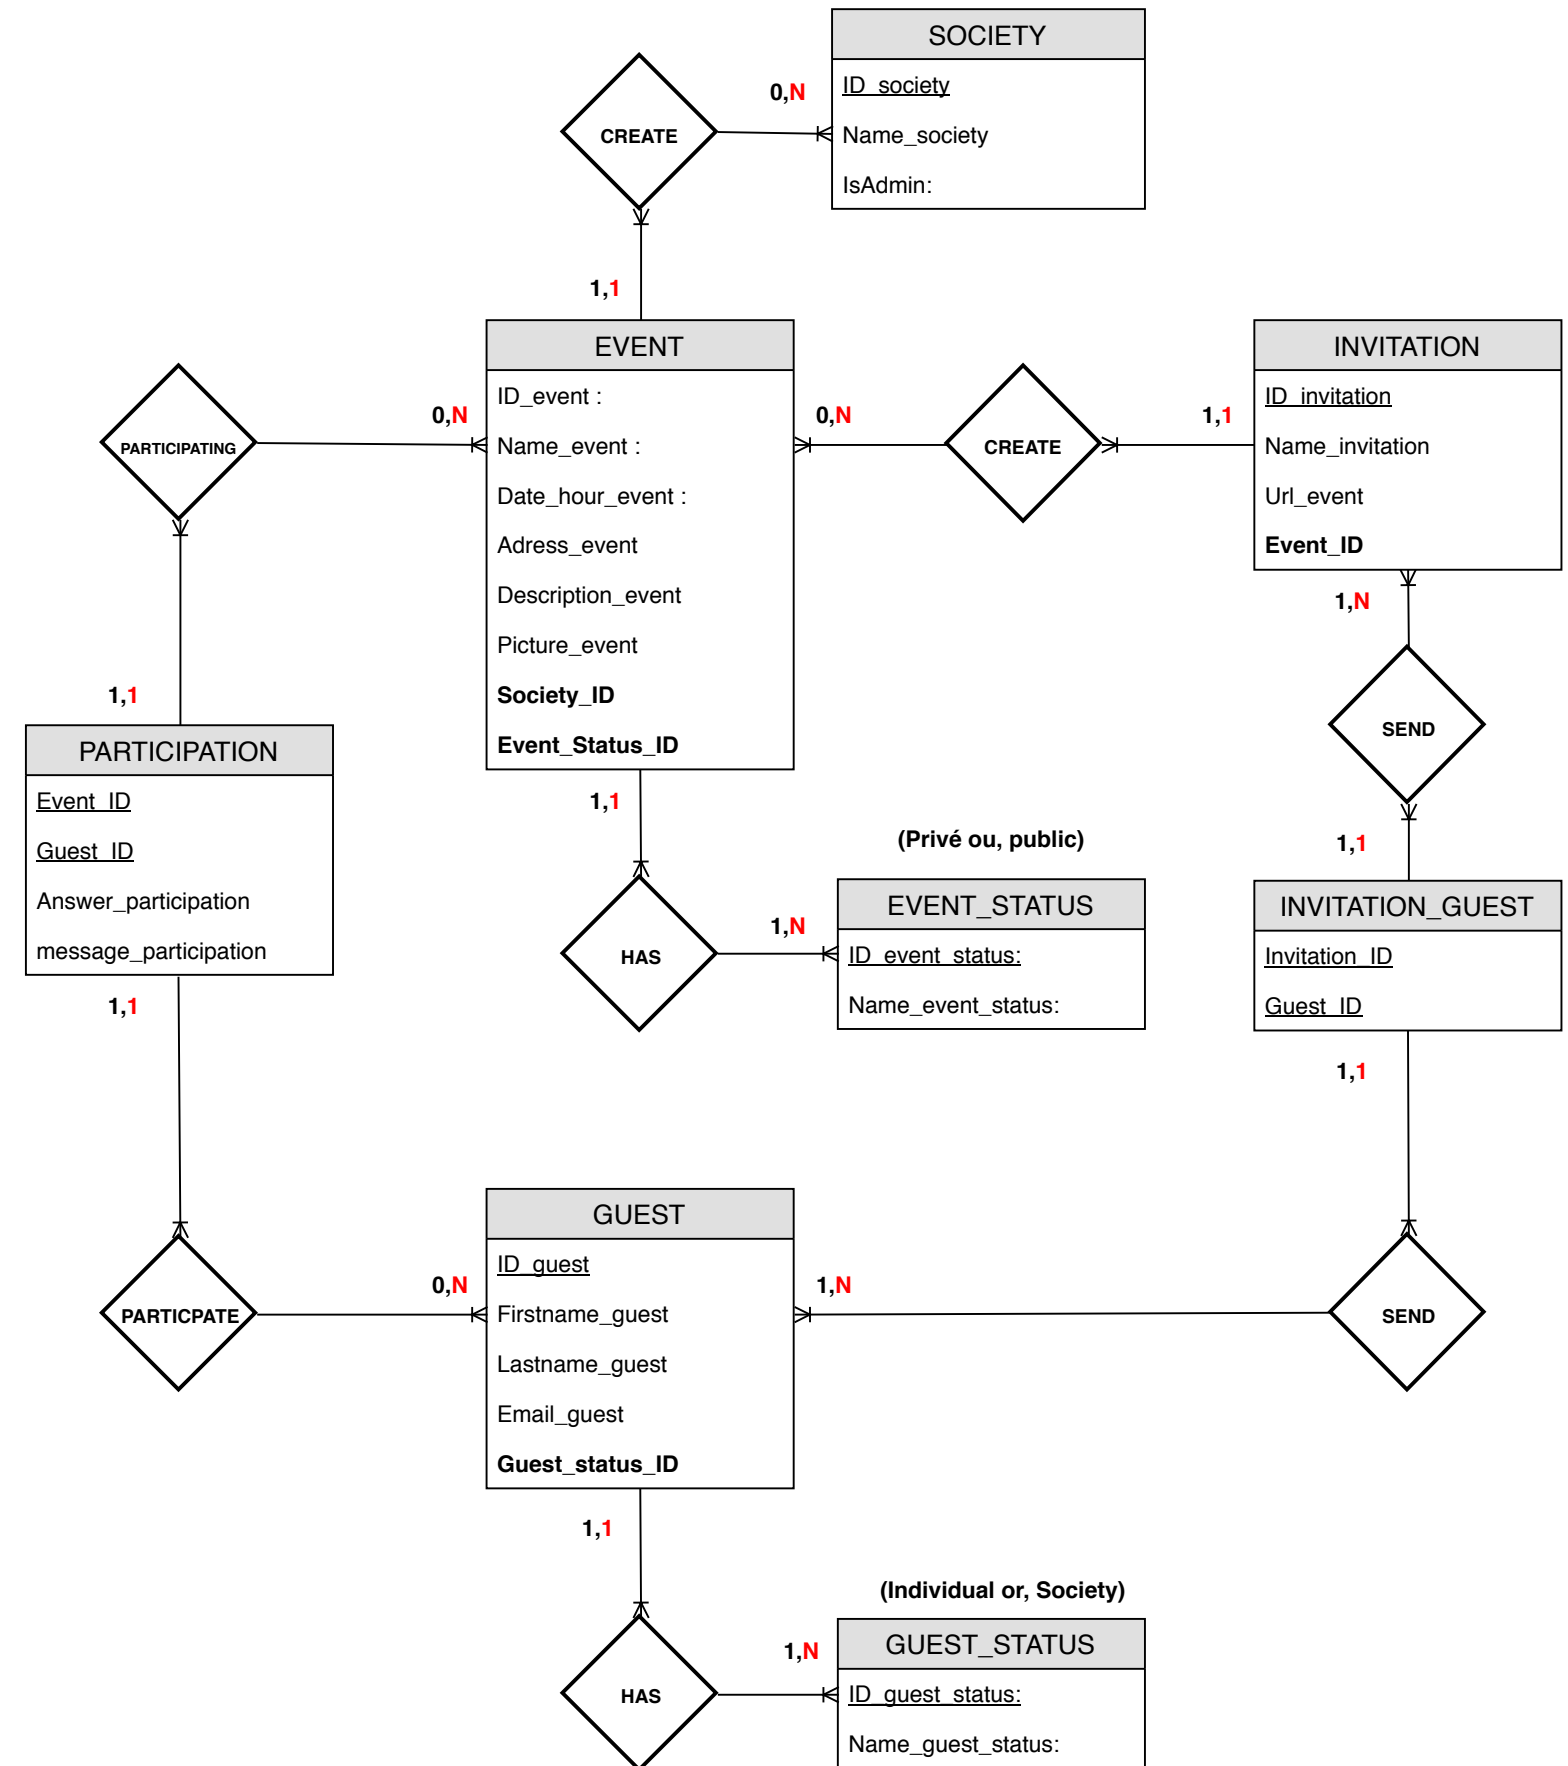 SOCIETY
ID_society
Name_society
IsAdmin:
CREATE
0,N
1,1
EVENT
ID_event :
Name_event :
Date_hour_event :
Adress_event
Description_event
Picture_event
Society_ID
Event_Status_ID
PARTICIPATING
0,N
1,1
0,N
CREATE
1,1
INVITATION
ID_invitation
Name_invitation
Url_event
Event_ID
1,N
SEND
1,1
PARTICIPATION
Event_ID
Guest_ID
Answer_participation
message_participation
1,1
1,1
HAS
1,N
(Privé ou, public)
EVENT_STATUS
ID_event_status:
Name_event_status:
INVITATION_GUEST
Invitation_ID
Guest_ID
1,1
SEND
1,N
GUEST
ID_guest
Firstname_guest
Lastname_guest
Email_guest
Guest_status_ID
0,N
PARTICPATE
1,1
HAS
1,N
(Individual or, Society)
GUEST_STATUS
ID_guest_status:
Name_guest_status: